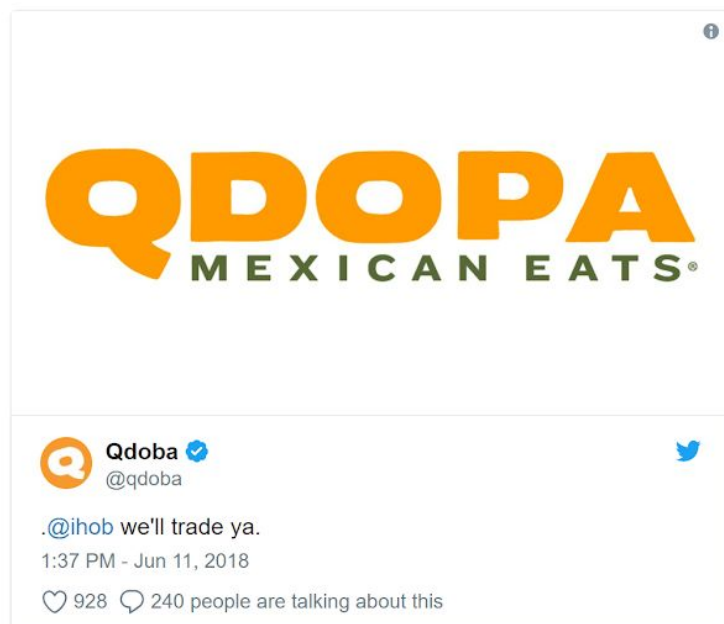 QDOPA
MEXICAN EATS®
Qdoba
@qdoba
.@ihob we'll trade ya.
1:37 PM - Jun 11, 2018
928 240 people are talking about this